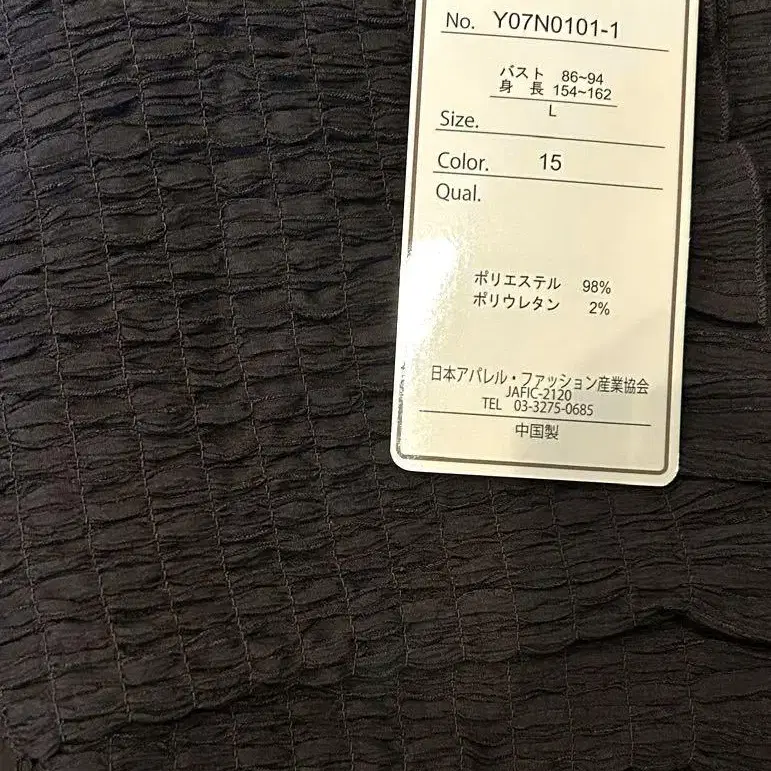 No. Y07N0101-1
バスト 86~94
身 長 154~162
L
Size.
Color. 15
Qual.
ポリエステル 98%
ポリウレタン 2%
日本アパレル・ファッション産業協会
JAFIC-2120
TEL 03-3275-0685
中国製